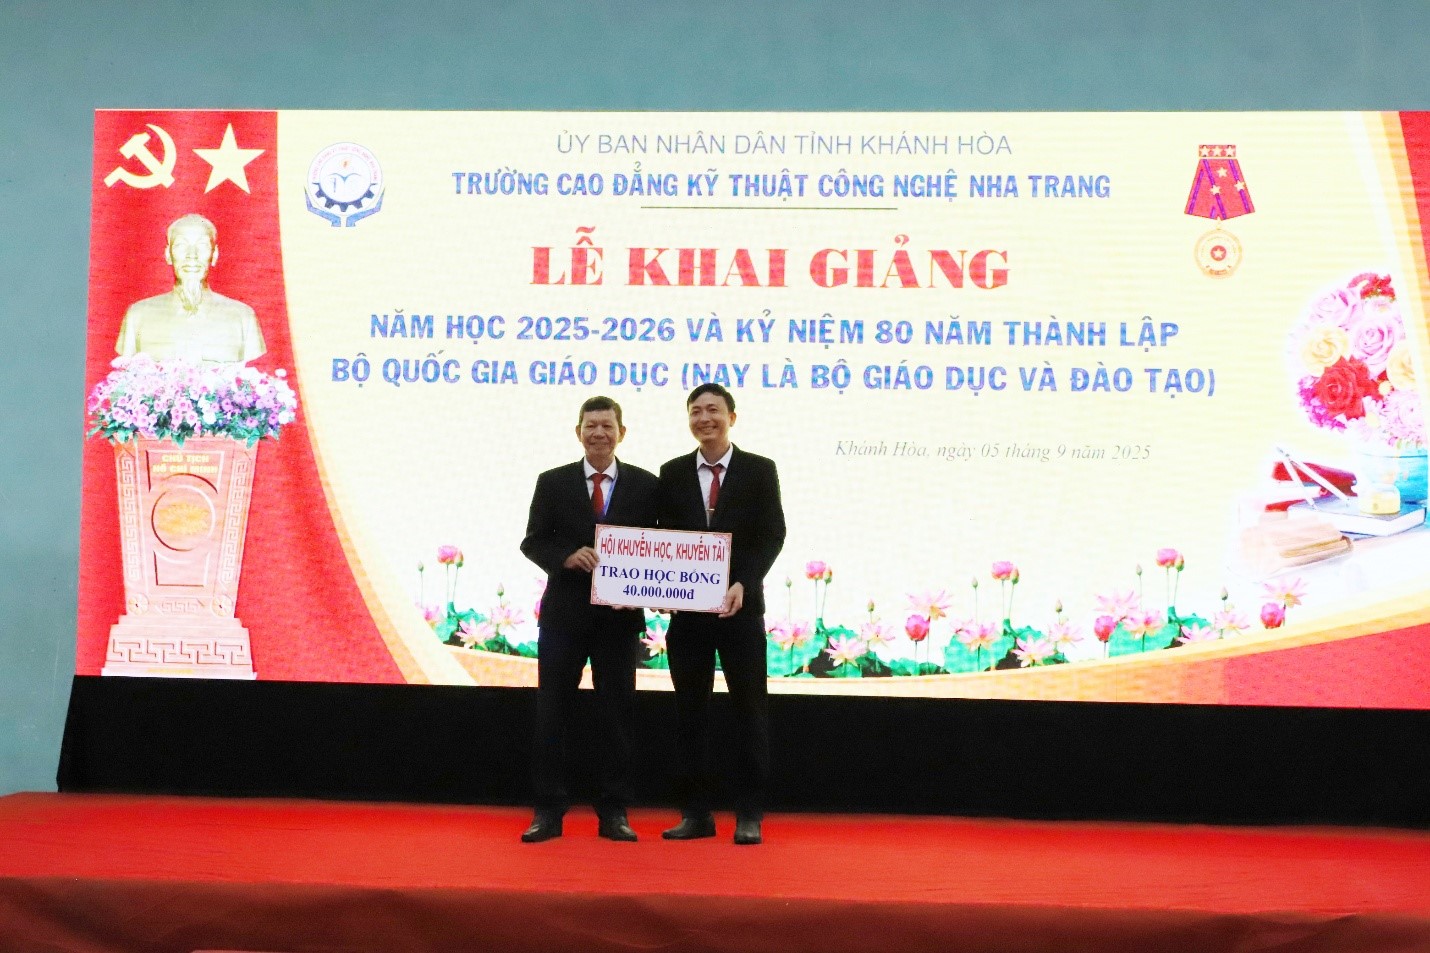 ỦY BAN NHÂN DÂN TỈNH KHÁNH HÒA
TRƯỜNG CAO ĐẲNG KỸ THUẬT CÔNG NGHỆ NHA TRANG
LỄ KHAI GIẢNG
NĂM HỌC 2025-2026 VÀ KỶ NIỆM 80 NĂM THÀNH LẬP
BỘ QUỐC GIA GIÁO DỤC (NAY LÀ BỘ GIÁO DỤC VÀ ĐÀO TẠO)
Khánh Hòa, ngày 05 tháng 9 năm 2025
CHỦ TỊCH
HỒ CHÍ MINH
HỘI KHUYẾN HỌC, KHUYẾN TÀI
TRAO HỌC BỔNG
40.000.000đ